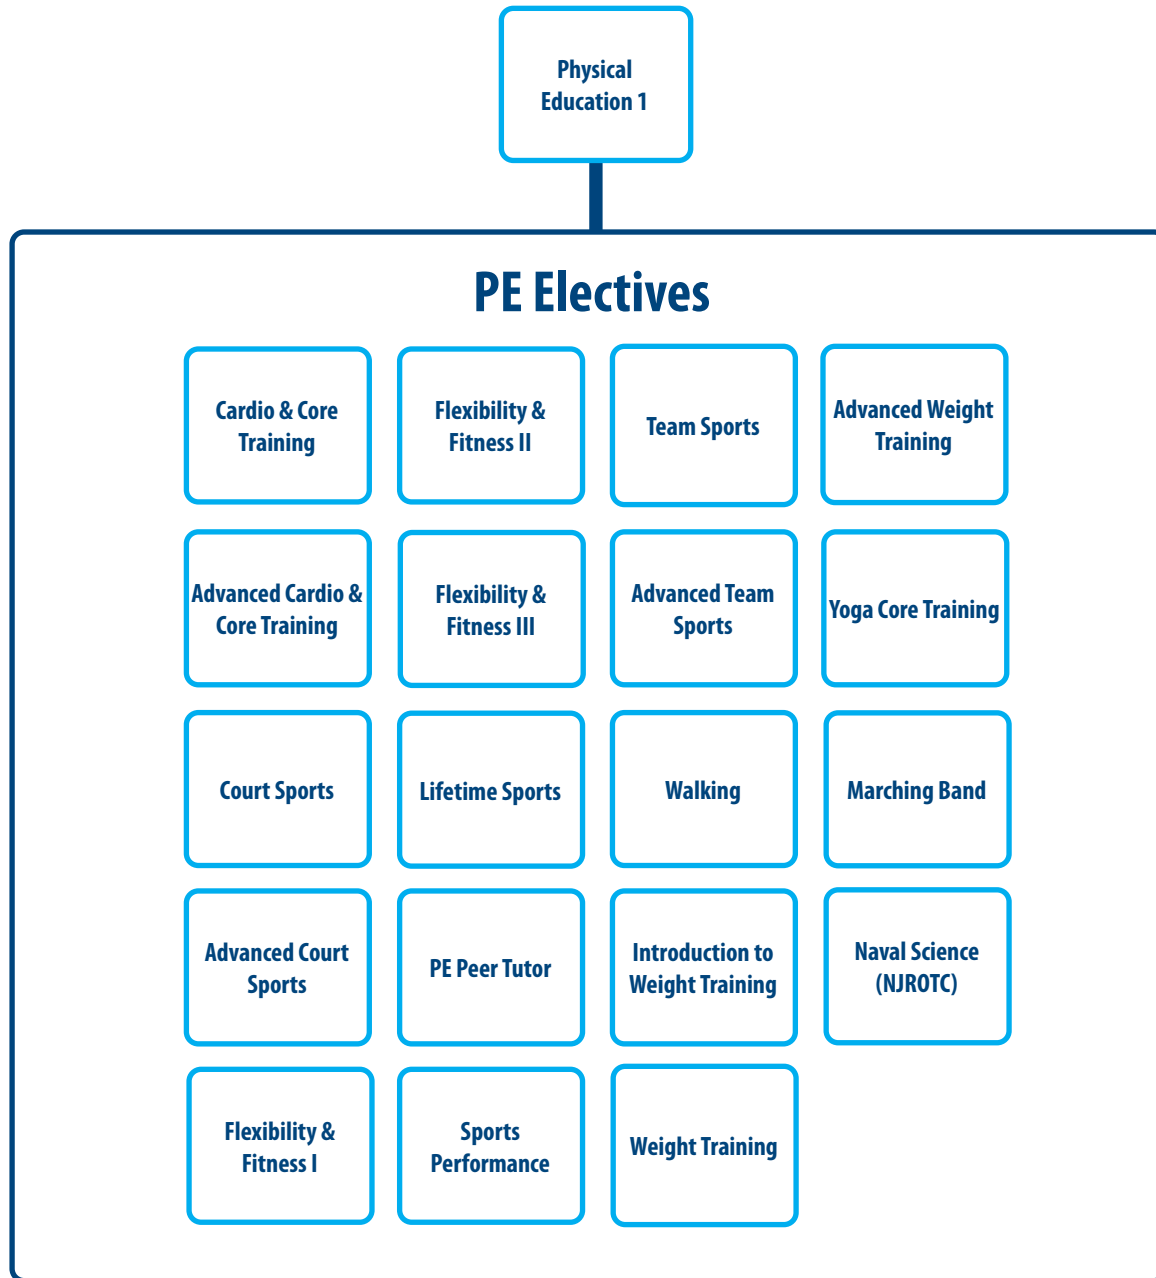 Physical
Education 1
PE Electives
Cardio & Core
Training
Flexibility &
Fitness II
Team Sports
Advanced Weight
Training
Advanced Cardio &
Core Training
Flexibility &
Fitness III
Advanced Team
Sports
Yoga Core Training
Court Sports
Lifetime Sports
Walking
Marching Band
Advanced Court
Sports
PE Peer Tutor
Introduction to
Weight Training
Naval Science
(NJROTC)
Flexibility &
Fitness I
Sports
Performance
Weight Training